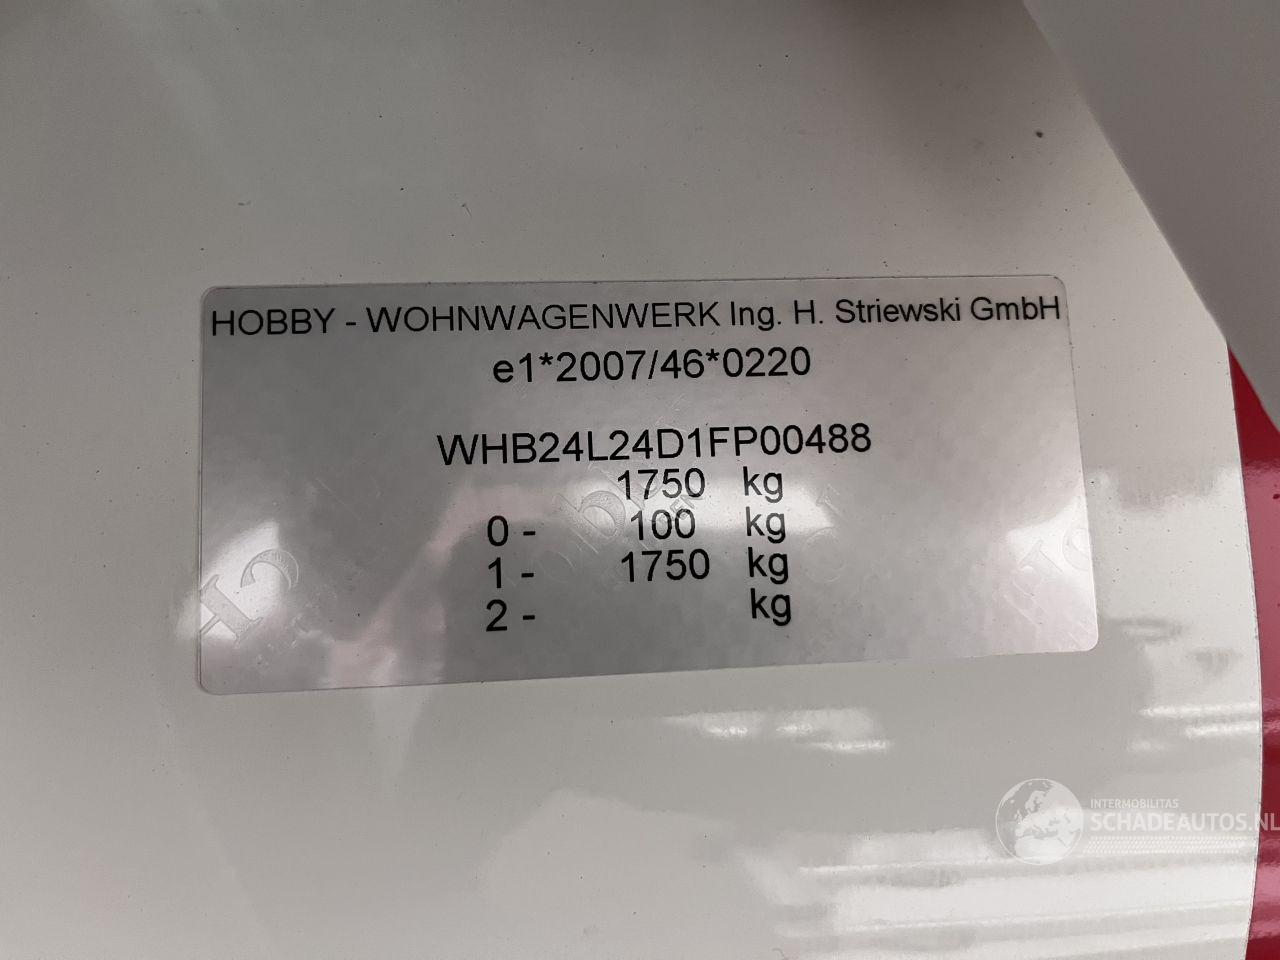 HOBBY - WOHNWAGENWERK Ing. H. Striewski GmbH
e1*2007/46*0220
WHB24L24D1FP00488
1750 kg
0 - 100 kg
1 - 1750 kg
2 - kg
INTERMOBILITAS
SCHADEAUTOS.NL